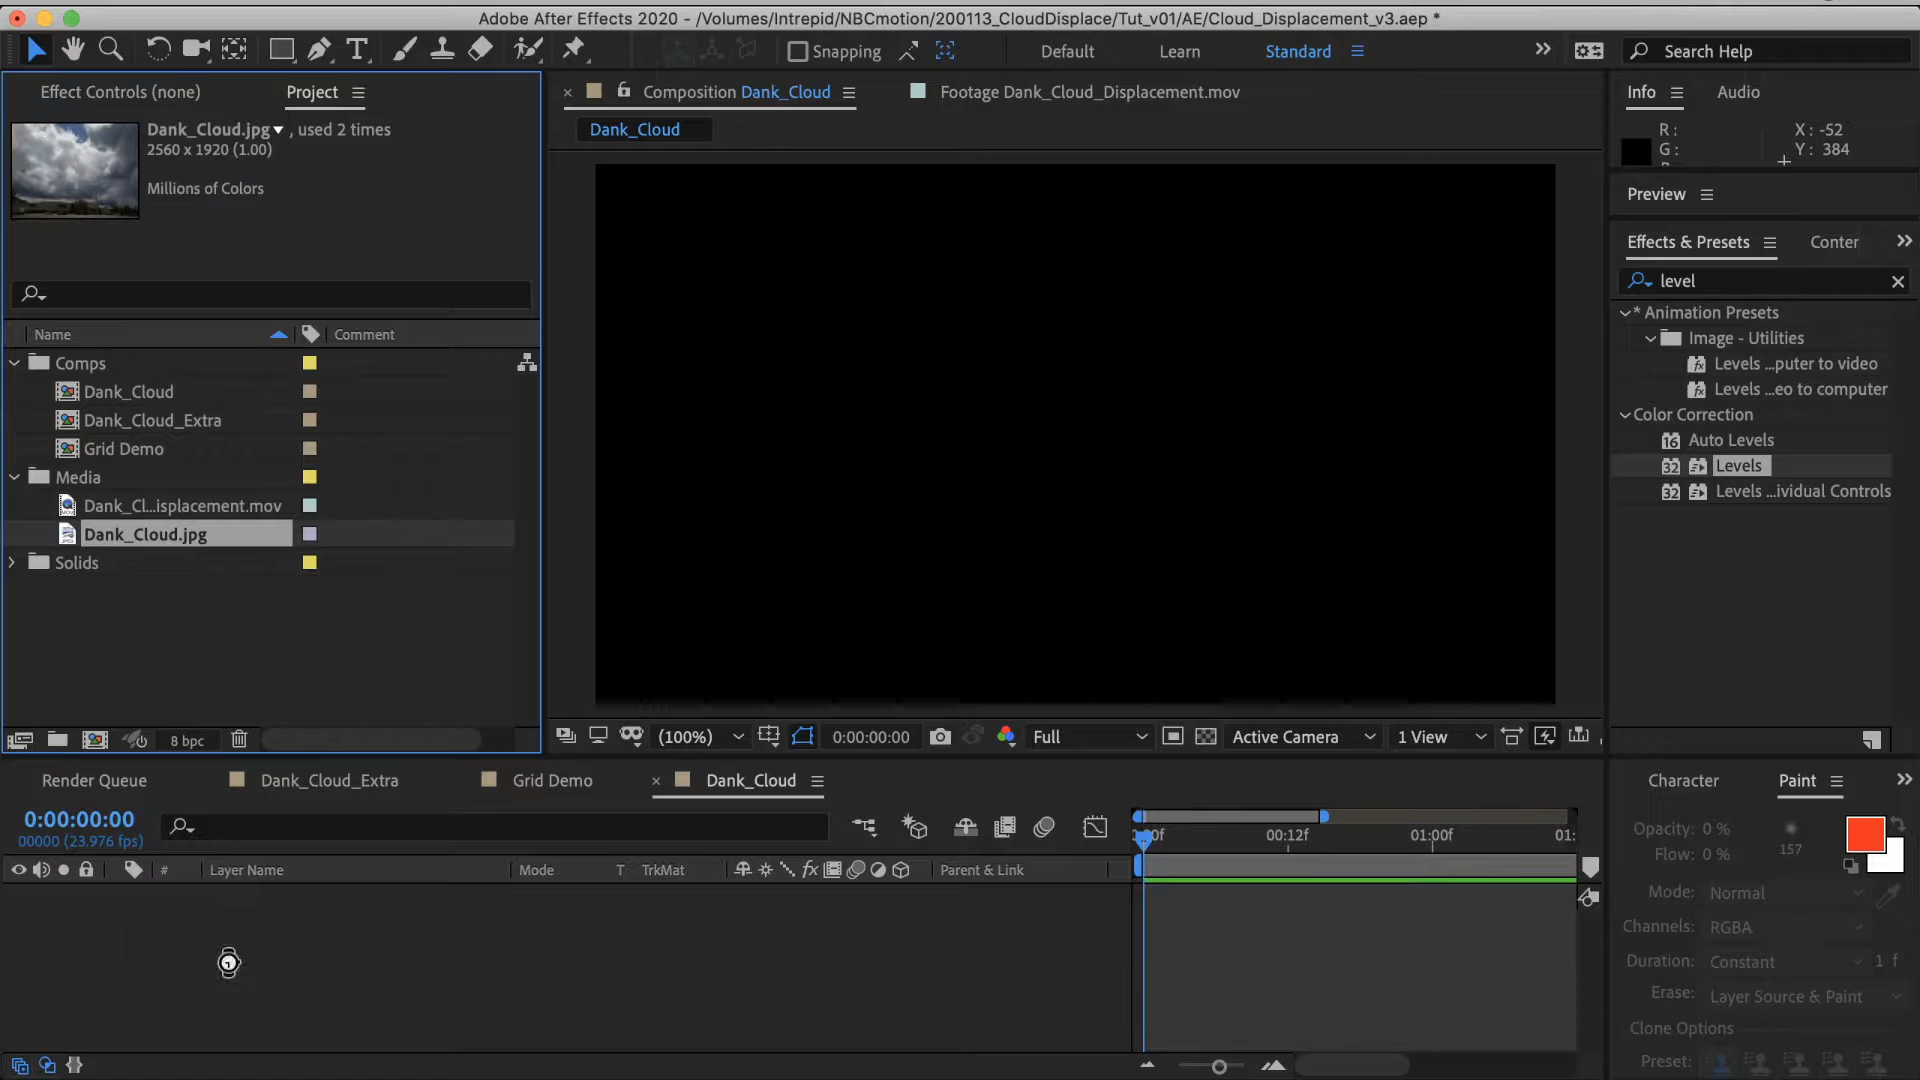 Adobe After Effects 2020 - /Volumes/Intrepid/NBCmotion/200113_CloudDisplace/Tut_v01/AE/Cloud_Displacement_v3.aep *
Snapping
Default
Learn
Standard
Search Help
Effect Controls (none)
Project
Dank_Cloud.jpg , used 2 times
2560 x 1920 (1.00)
Millions of Colors
Name
Comment
Comps
Dank_Cloud
Dank_Cloud_Extra
Grid Demo
Media
Dank_Cl...isplacement.mov
Dank_Cloud.jpg
Solids
8 bpc
Composition Dank_Cloud
Footage Dank_Cloud_Displacement.mov
Dank_Cloud
(100%)
0:00:00:00
Full
Active Camera
1 View
Info
Audio
R :
X : -52
G :
Y : 384
Preview
Effects & Presets
Conter
level
* Animation Presets
Image - Utilities
Levels ...puter to video
Levels ...eo to computer
Color Correction
16 Auto Levels
32 Levels
32 Levels ...ividual Controls
Render Queue
Dank_Cloud_Extra
Grid Demo
Dank_Cloud
0:00:00:00
00000 (23.976 fps)
#
Layer Name
Mode
T
TrkMat
fx
Parent & Link
00f
00:12f
01:00f
01:
Character
Paint
Opacity: 0 %
Flow: 0 %
157
Mode: Normal
Channels: RGBA
Duration: Constant
1 f
Erase: Layer Source & Paint
Clone Options
Preset: